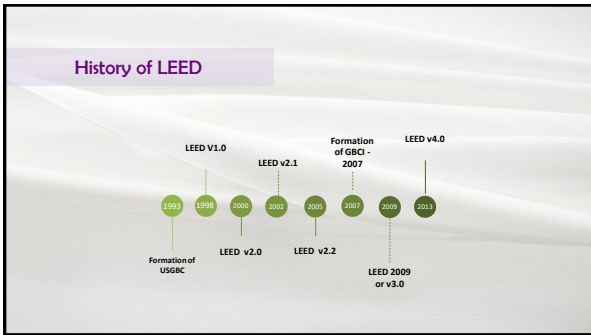 History of LEED
LEED V1.0
LEED v2.1
Formation
of GBCI -
2007
LEED v4.0
1993
1998
2000
2002
2005
2007
2009
2013
Formation of
USGBC
LEED v2.0
LEED v2.2
LEED 2009
or v3.0